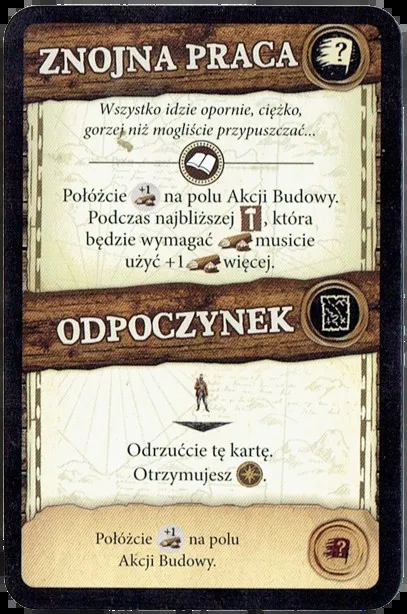 ZNOJNA PRACA
?
Wszystko idzie opornie, ciężko,
gorzej niż mogliście przypuszczać...
Połóżcie +1 na polu Akcji Budowy.
Podczas najbliższej , która
będzie wymagać musicie
użyć +1 więcej.
ODPOCZYNEK
Odrzućcie tę kartę.
Otrzymujesz .
Połóżcie +1 na polu
Akcji Budowy.
?